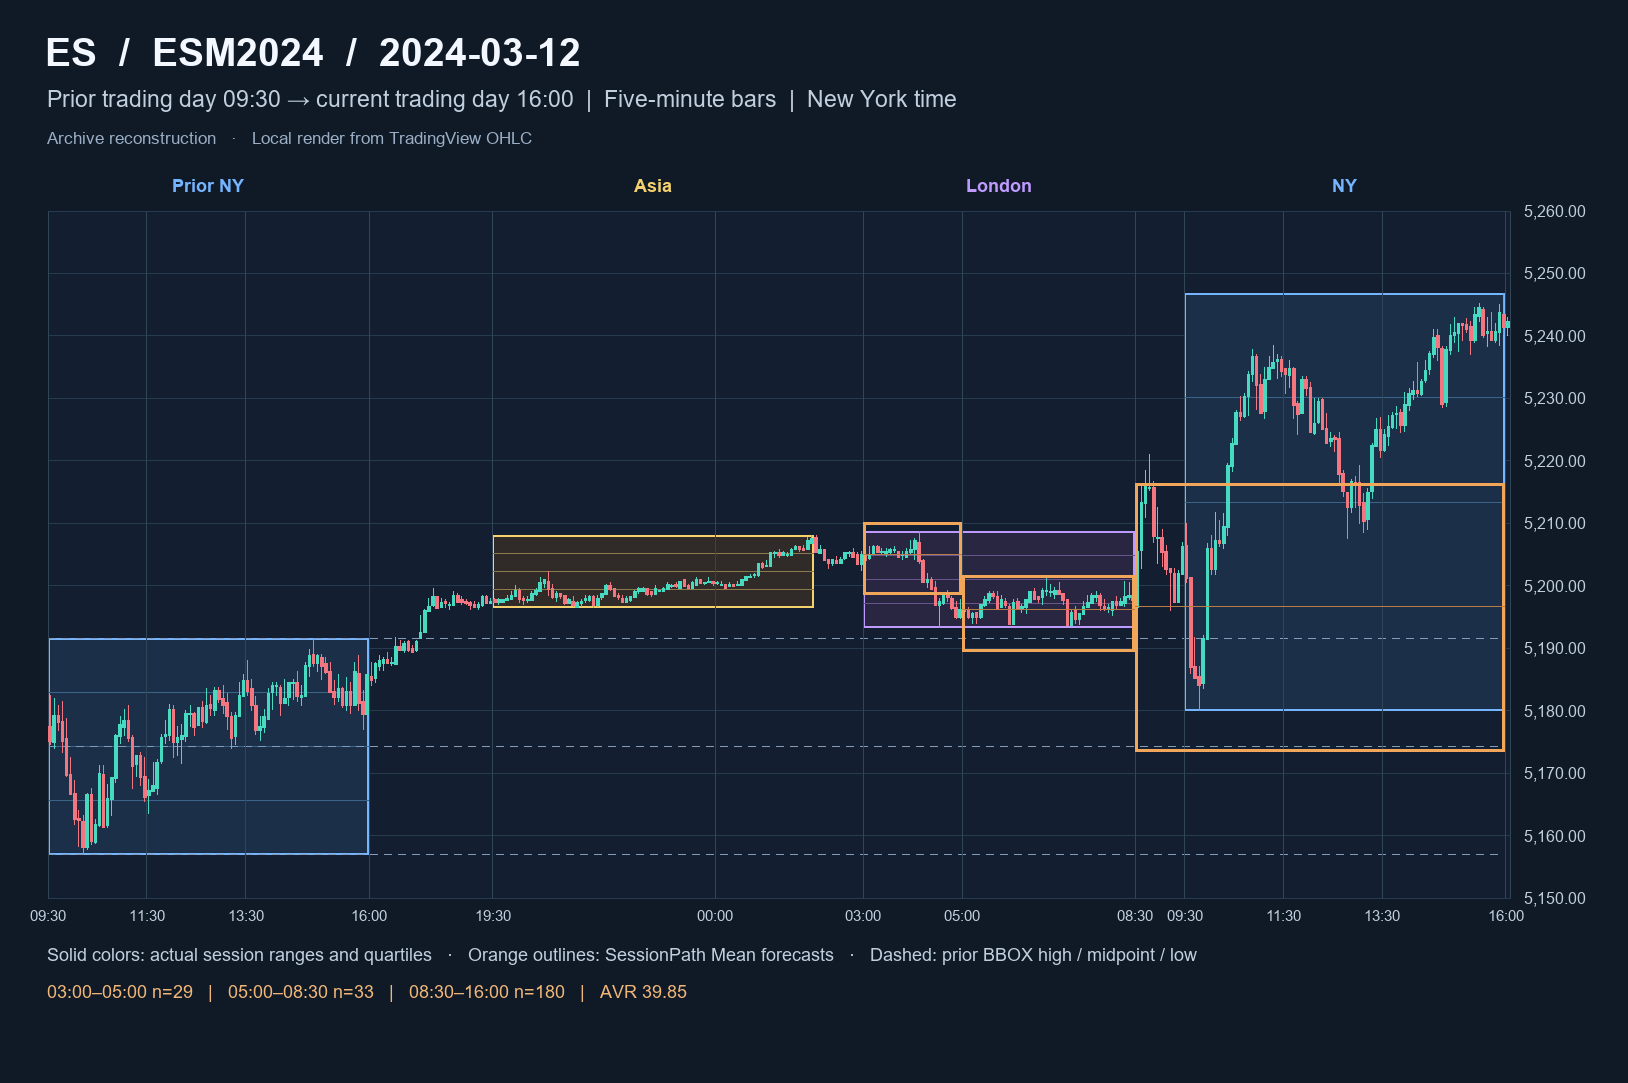 ES / ESM2024 / 2024-03-12
Prior trading day 09:30 → current trading day 16:00 | Five-minute bars | New York time
Archive reconstruction · Local render from TradingView OHLC
Prior NY Asia London NY
5,260.00
5,250.00
5,240.00
5,230.00
5,220.00
5,210.00
5,200.00
5,190.00
5,180.00
5,170.00
5,160.00
5,150.00
09:30 11:30 13:30 16:00 19:30 00:00 03:00 05:00 08:30 09:30 11:30 13:30 16:00
Solid colors: actual session ranges and quartiles · Orange outlines: SessionPath Mean forecasts · Dashed: prior BBOX high / midpoint / low
03:00–05:00 n=29 | 05:00–08:30 n=33 | 08:30–16:00 n=180 | AVR 39.85